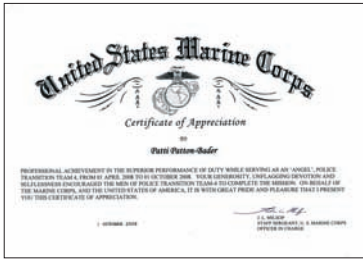 United States Marine Corps
Certificate of Appreciation
TO
Patti Patton-Bader
PROFESSIONAL ACHIEVEMENT IN THE SUPERIOR PERFORMANCE OF DUTY WHILE SERVING AS AN "ANGEL", POLICE
TRANSITION TEAM 6, FROM 01 APRIL 2008 TO 01 OCTOBER 2008. YOUR GENEROSITY, UNFLAGGING DEVOTION AND
SELFLESSNESS ENCOURAGED THE MEN OF POLICE TRANSITION TEAM 6 TO COMPLETE THE MISSION. ON BEHALF OF
THE MARINE CORPS, AND THE UNITED STATES OF AMERICA, IT IS WITH GREAT PRIDE AND PLEASURE THAT I PRESENT
YOU THIS CERTIFICATE OF APPRECIATION.
1 OCTOBER 2008
STAFF SERGEANT, U. S. MARINE CORPS
OFFICER IN CHARGE